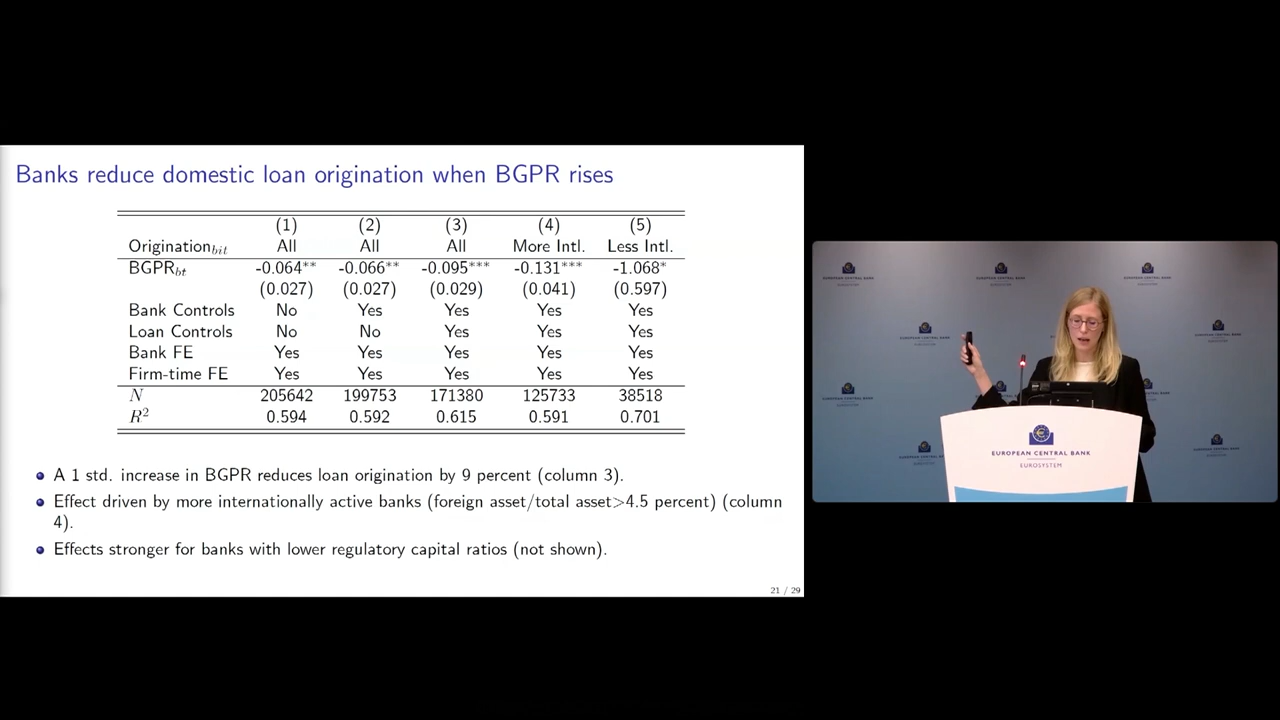 Banks reduce domestic loan origination when BGPR rises
(1) (2) (3) (4) (5)
Origination_bit All All All More Intl. Less Intl.
BGPR_bt -0.064** -0.066** -0.095*** -0.131*** -1.068*
(0.027) (0.027) (0.029) (0.041) (0.597)
Bank Controls No Yes Yes Yes Yes
Loan Controls No No Yes Yes Yes
Bank FE Yes Yes Yes Yes Yes
Firm-time FE Yes Yes Yes Yes Yes
N 205642 199753 171380 125733 38518
R² 0.594 0.592 0.615 0.591 0.701
A 1 std. increase in BGPR reduces loan origination by 9 percent (column 3).
Effect driven by more internationally active banks (foreign asset/total asset>4.5 percent) (column
4).
Effects stronger for banks with lower regulatory capital ratios (not shown).
21 / 29
EUROPEAN CENTRAL BANK
EUROSYSTEM